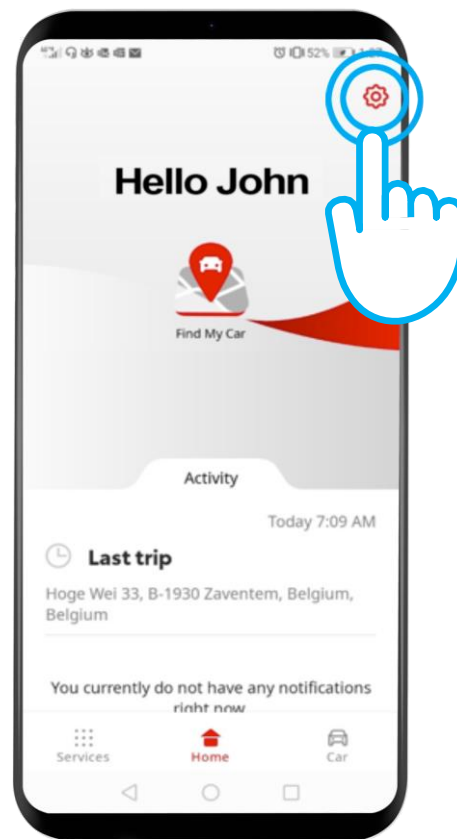 52%
Hello John
Find My Car
Activity
Today 7:09 AM
Last trip
Hoge Wei 33, B-1930 Zaventem, Belgium,
Belgium
You currently do not have any notifications
right now
Services
Home
Car